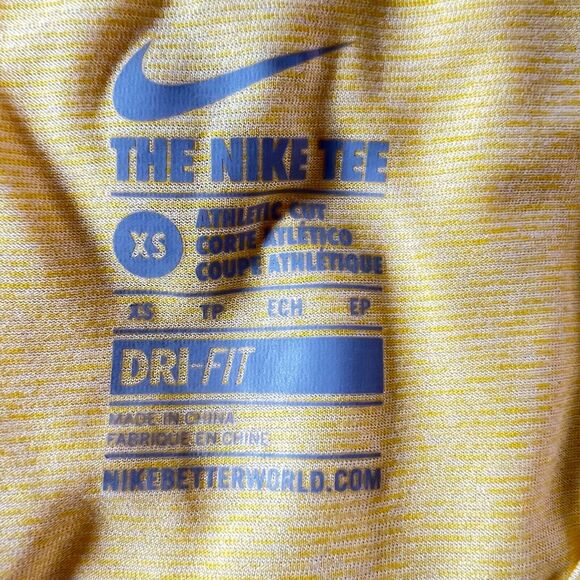 THE NIKE TEE
XS
ATHLETIC CUT
CORTE ATLÉTICO
COUPE ATHLÉTIQUE
XS TP ECH EP
DRI-FIT
MADE IN CHINA
FABRIQUE EN CHINE
NIKEBETTERWORLD.COM